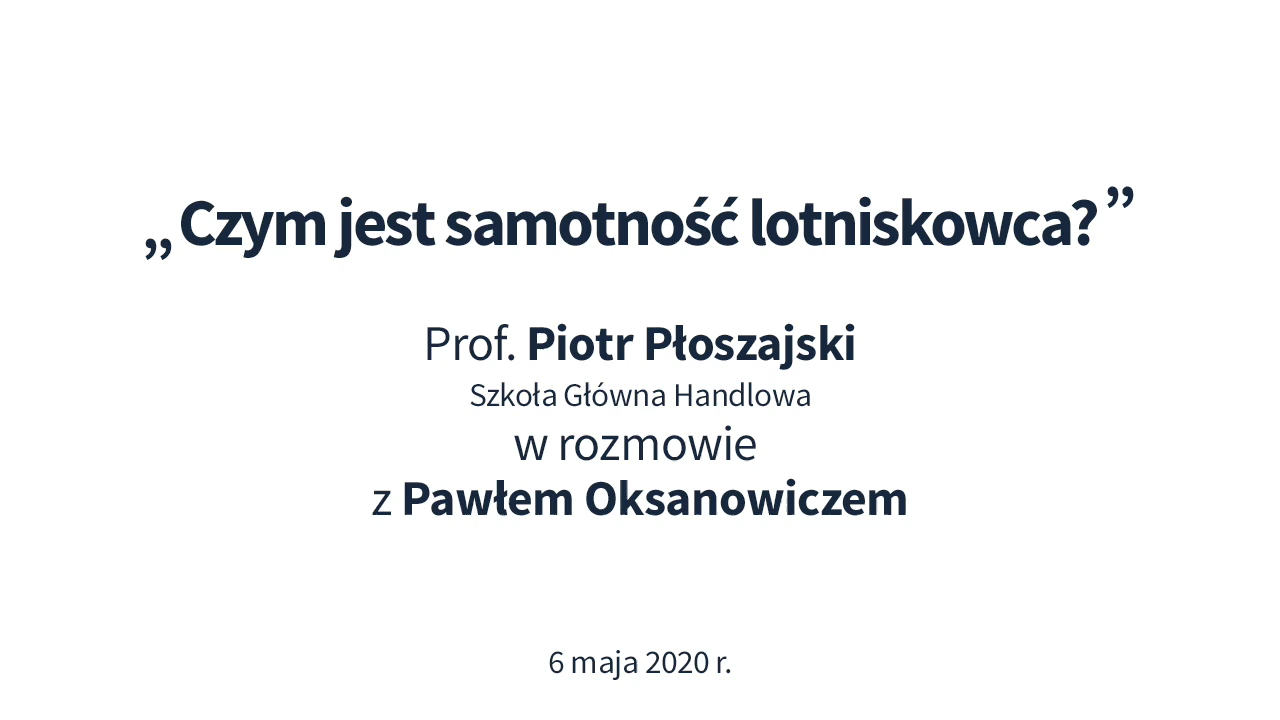 „Czym jest samotność lotniskowca?”
Prof. Piotr Płoszajski
Szkoła Główna Handlowa
w rozmowie
z Pawłem Oksanowiczem
6 maja 2020 r.